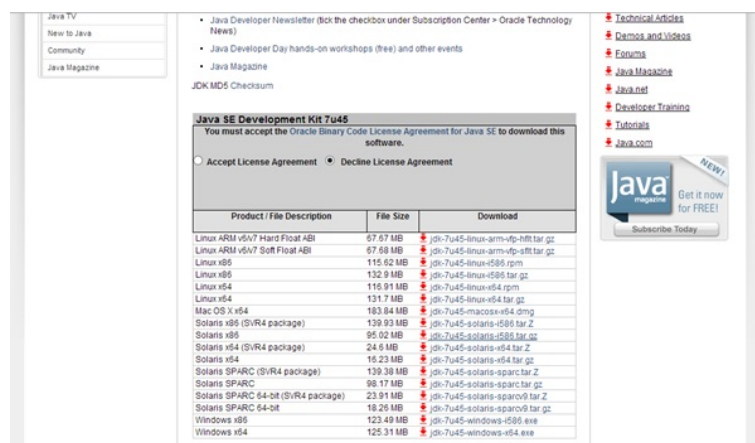 Java TV
New to Java
Community
Java Magazine
Java Developer Newsletter (tick the checkbox under Subscription Center > Oracle Technology
News)
Java Developer Day hands-on workshops (free) and other events
Java Magazine
JDK MD5 Checksum
Java SE Development Kit 7u45
You must accept the Oracle Binary Code License Agreement for Java SE to download this
software.
Accept License Agreement Decline License Agreement
Product / File Description File Size Download
Linux ARM v6/v7 Hard Float ABI 67.67 MB jdk-7u45-linux-arm-vfp-hflt.tar.gz
Linux ARM v6/v7 Soft Float ABI 67.68 MB jdk-7u45-linux-arm-vfp-sflt.tar.gz
Linux x86 115.62 MB jdk-7u45-linux-i586.rpm
Linux x86 132.9 MB jdk-7u45-linux-i586.tar.gz
Linux x64 116.91 MB jdk-7u45-linux-x64.rpm
Linux x64 131.7 MB jdk-7u45-linux-x64.tar.gz
Mac OS X x64 183.84 MB jdk-7u45-macosx-x64.dmg
Solaris x86 (SVR4 package) 139.93 MB jdk-7u45-solaris-i586.tar.Z
Solaris x86 95.02 MB jdk-7u45-solaris-i586.tar.gz
Solaris x64 (SVR4 package) 24.6 MB jdk-7u45-solaris-x64.tar.Z
Solaris x64 16.23 MB jdk-7u45-solaris-x64.tar.gz
Solaris SPARC (SVR4 package) 139.38 MB jdk-7u45-solaris-sparc.tar.Z
Solaris SPARC 98.17 MB jdk-7u45-solaris-sparc.tar.gz
Solaris SPARC 64-bit (SVR4 package) 23.91 MB jdk-7u45-solaris-sparcv9.tar.Z
Solaris SPARC 64-bit 18.26 MB jdk-7u45-solaris-sparcv9.tar.gz
Windows x86 123.49 MB jdk-7u45-windows-i586.exe
Windows x64 125.31 MB jdk-7u45-windows-x64.exe
Technical Articles
Demos and Videos
Forums
Java Magazine
Java.net
Developer Training
Tutorials
Java.com
NEW!
Java
magazine
Get it now
for FREE!
Subscribe Today